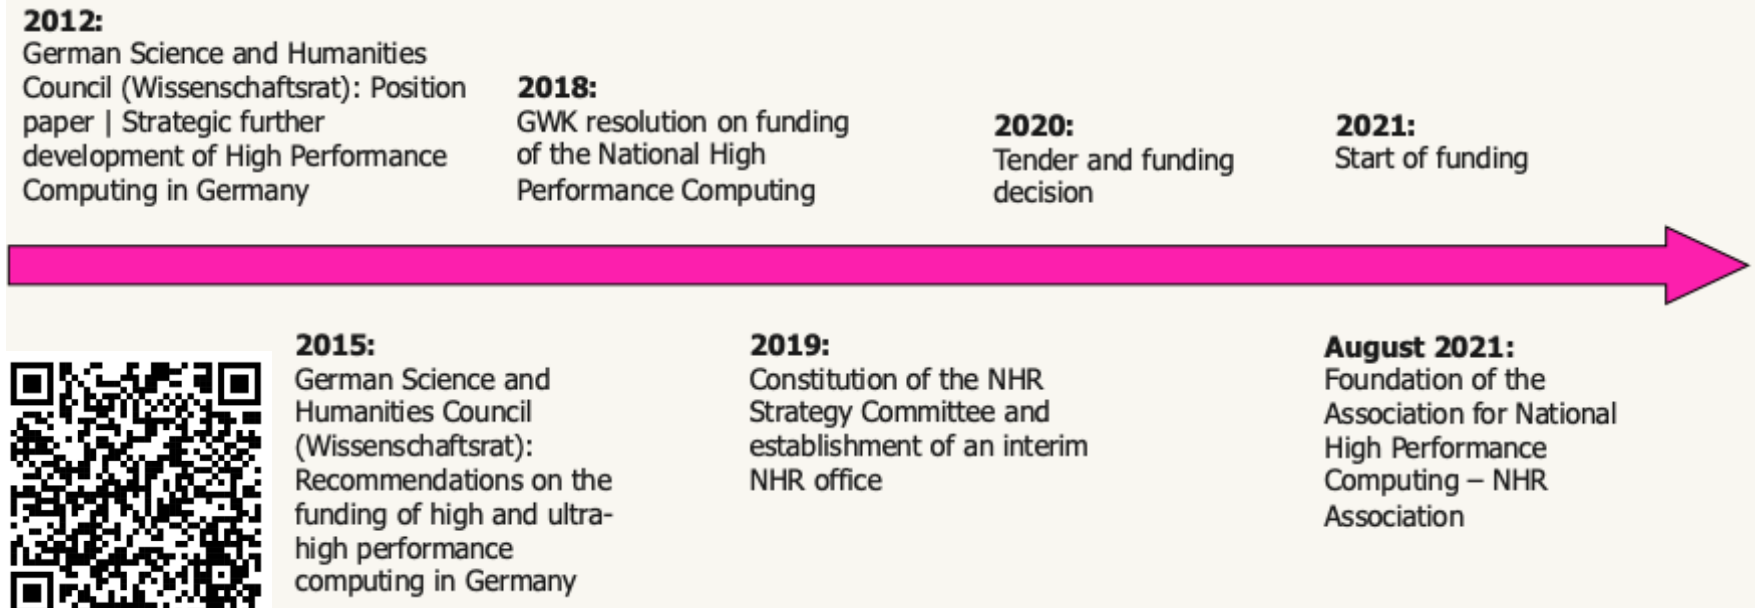 2012:
German Science and Humanities
Council (Wissenschaftsrat): Position
paper | Strategic further
development of High Performance
Computing in Germany
2018:
GWK resolution on funding
of the National High
Performance Computing
2020:
Tender and funding
decision
2021:
Start of funding
2015:
German Science and
Humanities Council
(Wissenschaftsrat):
Recommendations on the
funding of high and ultra-
high performance
computing in Germany
2019:
Constitution of the NHR
Strategy Committee and
establishment of an interim
NHR office
August 2021:
Foundation of the
Association for National
High Performance
Computing – NHR
Association